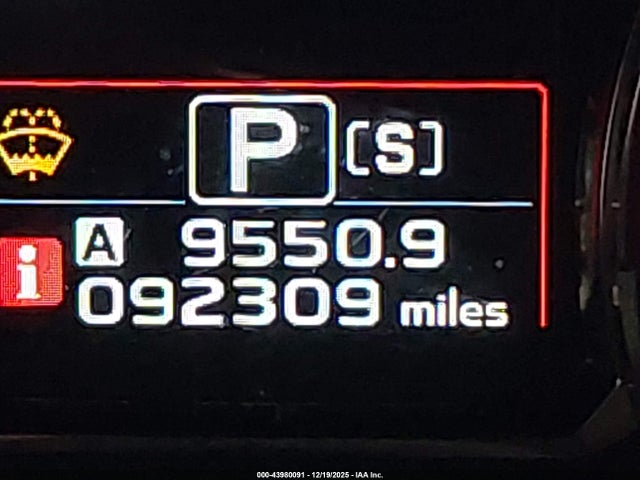 P [S]
A 9550.9
i 092309 miles
000-43980091 - 12/19/2025 - IAA Inc.